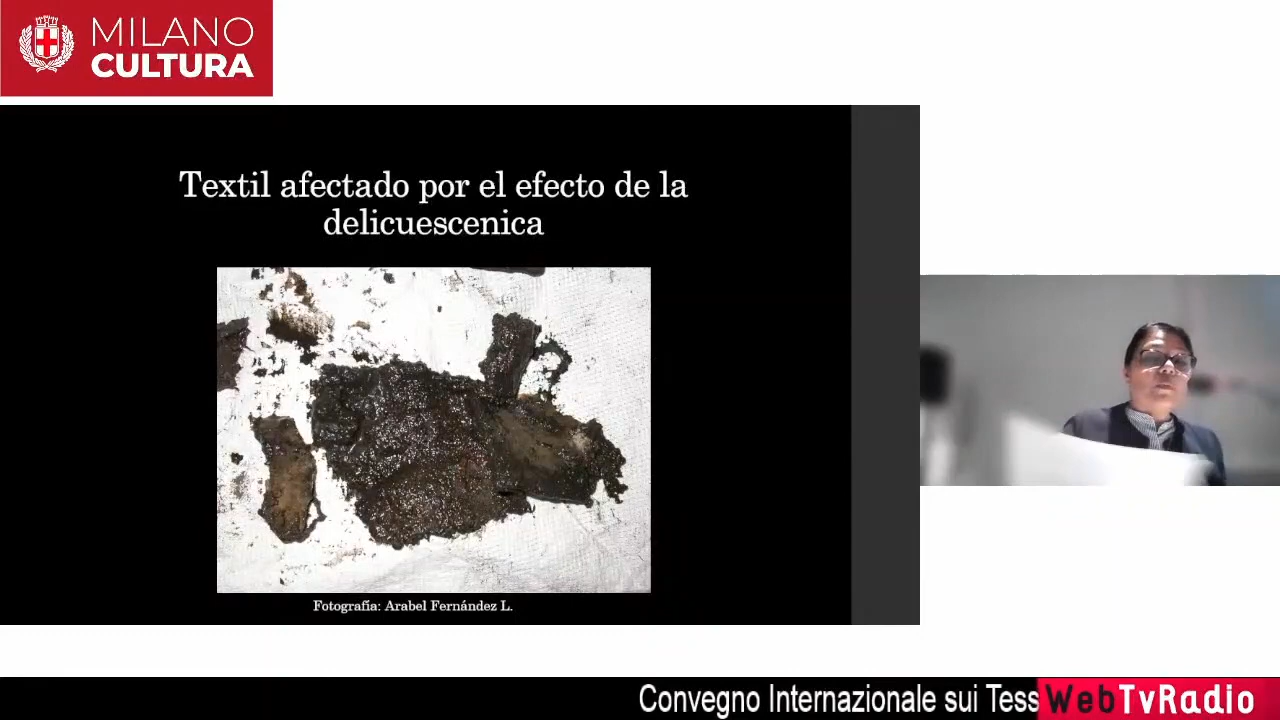 MILANO
CULTURA
Textil afectado por el efecto de la
delicuescenica
Fotografía: Arabel Fernández L.
Convegno Internazionale sui Tess
WebTvRadio